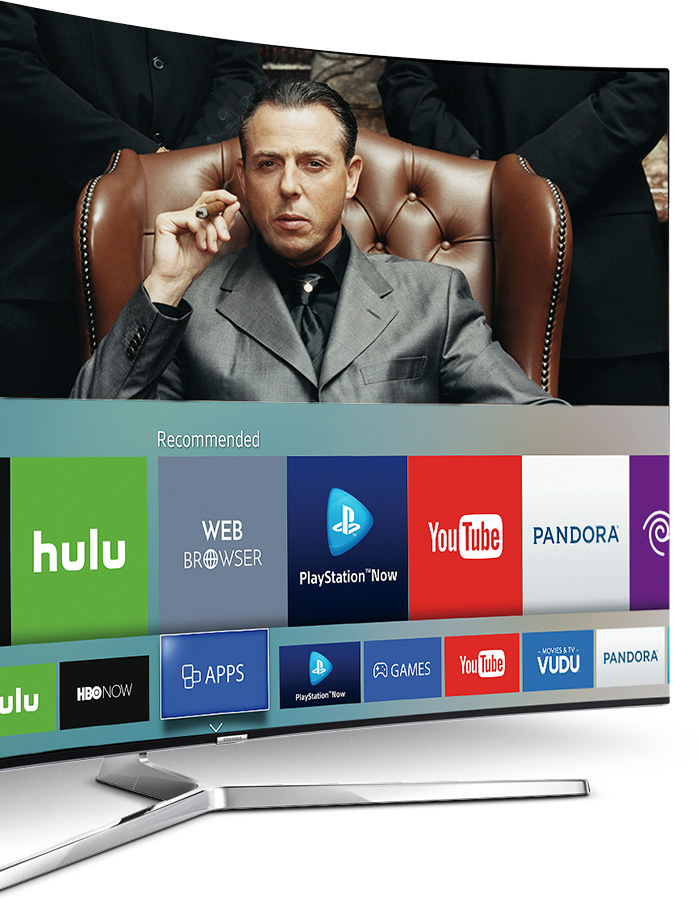 Recommended
hulu
WEB
BROWSER
PlayStation™Now
YouTube
PANDORA®
ulu
HBO NOW
APPS
PlayStation™Now
GAMES
YouTube
- MOVIES & TV -
VUDU
PANDORA®